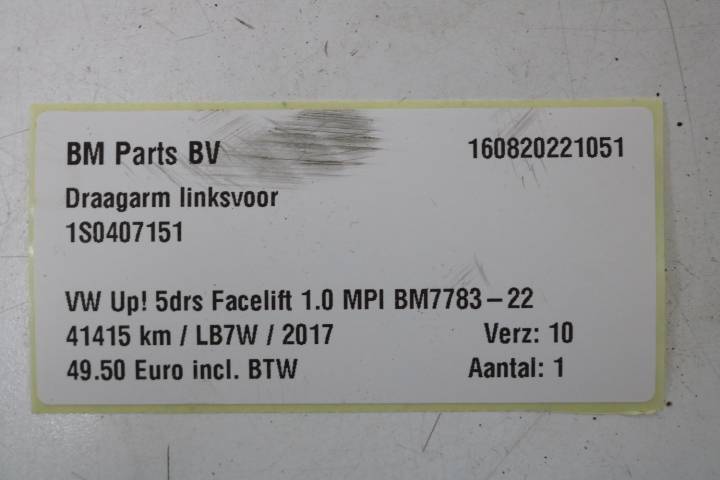 BM Parts BV 160820221051
Draagarm linksvoor
1S0407151
VW Up! 5drs Facelift 1.0 MPI BM7783-22
41415 km / LB7W / 2017 Verz: 10
49.50 Euro incl. BTW Aantal: 1